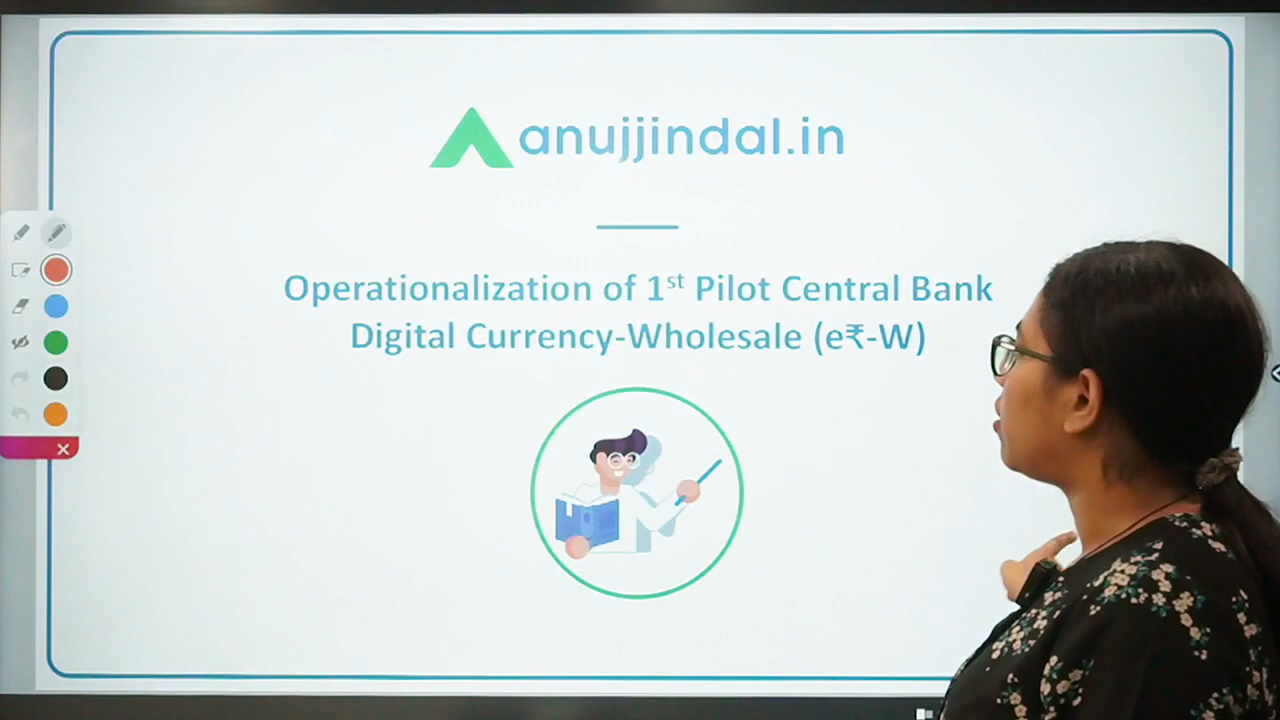 anujjindal.in
Operationalization of 1st Pilot Central Bank
Digital Currency-Wholesale (e₹-W)